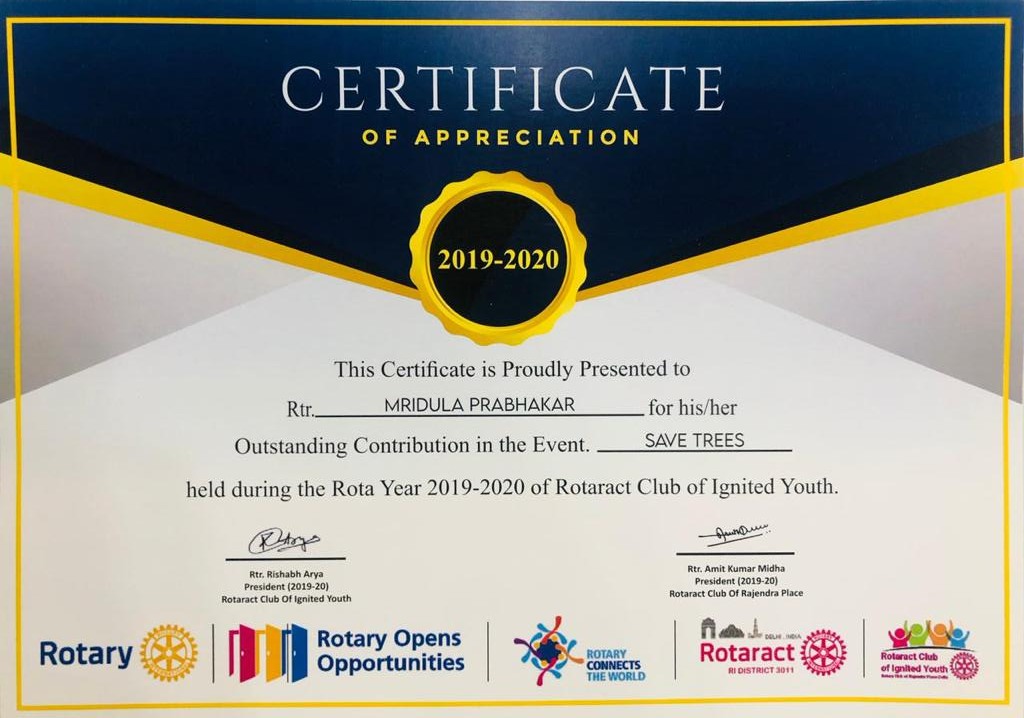 CERTIFICATE
OF APPRECIATION
2019-2020
This Certificate is Proudly Presented to
Rtr. MRIDULA PRABHAKAR for his/her
Outstanding Contribution in the Event. SAVE TREES
held during the Rota Year 2019-2020 of Rotaract Club of Ignited Youth.
Rtr. Rishabh Arya
President (2019-20)
Rotaract Club Of Ignited Youth
Rtr. Amit Kumar Midha
President (2019-20)
Rotaract Club Of Rajendra Place
Rotary
Rotary Opens
Opportunities
ROTARY
CONNECTS
THE WORLD
DELHI, INDIA
Rotaract
RI DISTRICT 3011
Rotaract Club
of Ignited Youth